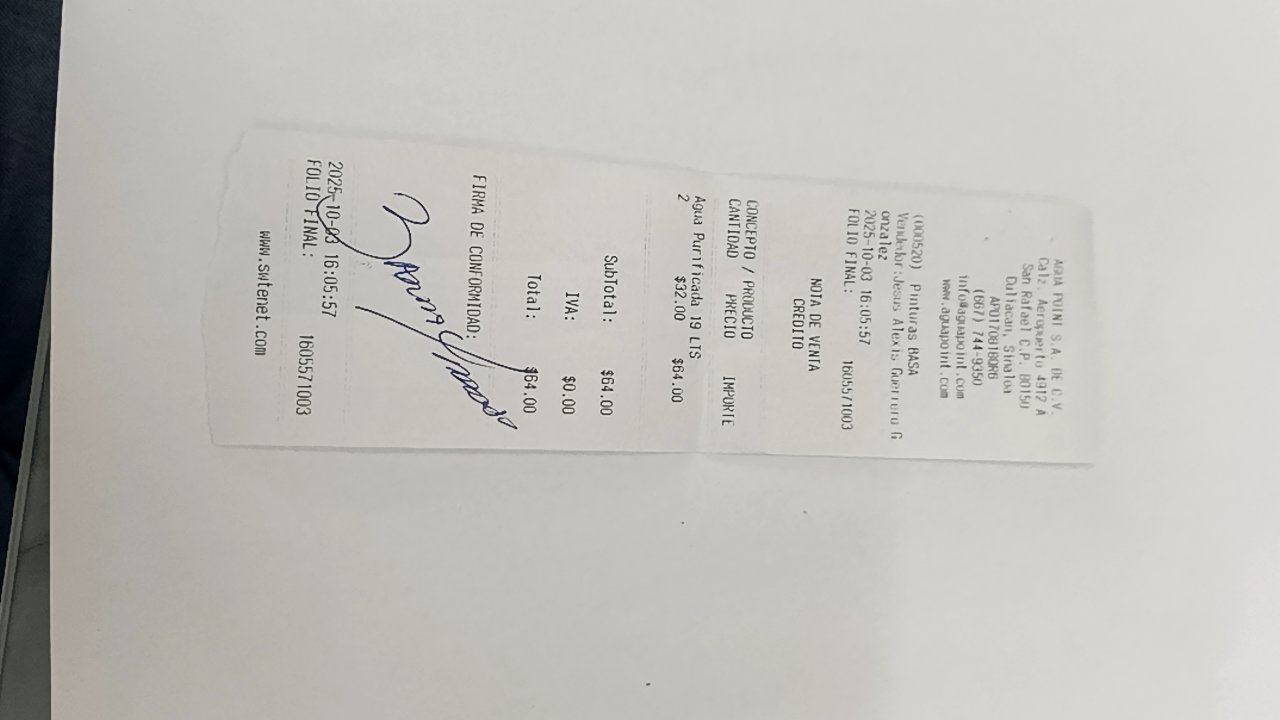 AGUA POINT S.A. DE C.V.
Calz. Aeropuerto 4912 A
San Rafael C.P. 80150
Culiacan, Sinaloa
APO170818QR6
(667) 744-9350
info@aguapoint.com
www.aguapoint.com
(000520) Pinturas BASA
Vendedor:Jesus Alexis Guerrero G
onzalez
2025-10-03 16:05:57
FOLIO FINAL: 1605571003
NOTA DE VENTA
CREDITO
CONCEPTO / PRODUCTO
CANTIDAD PRECIO IMPORTE
Agua Purificada 19 LTS
2 $32.00 $64.00
SubTotal: $64.00
IVA: $0.00
Total: $64.00
FIRMA DE CONFORMIDAD:
2025-10-03 16:05:57
FOLIO FINAL: 1605571003
www.swtenet.com